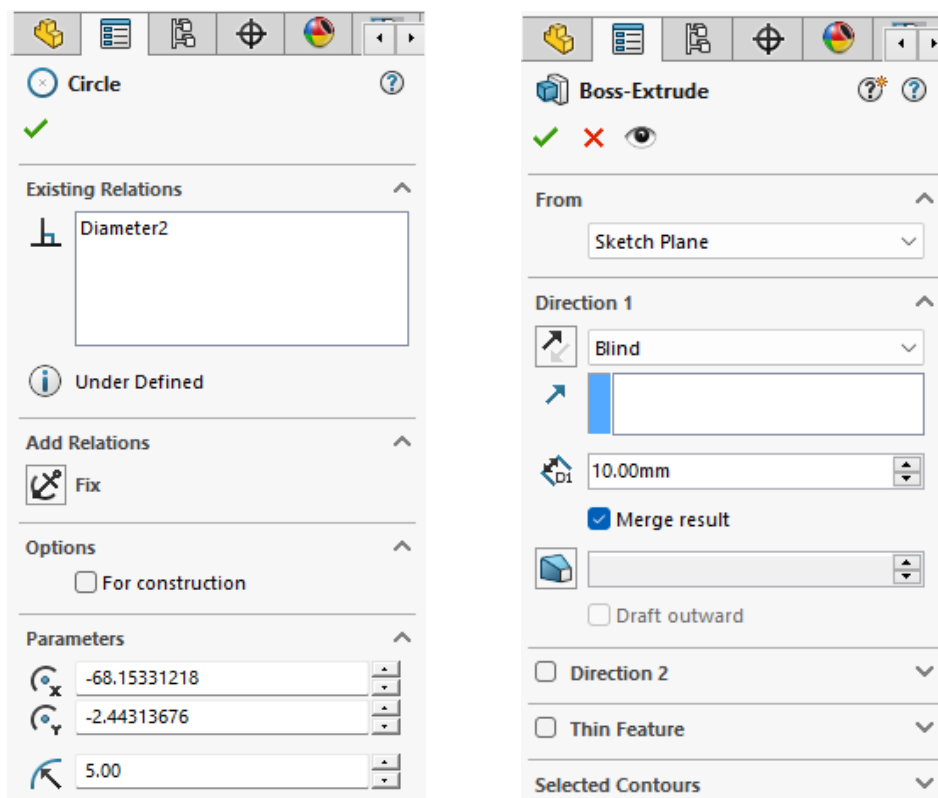 Circle
Existing Relations
Diameter2
Under Defined
Add Relations
Fix
Options
For construction
Parameters
X
-68.15331218
Y
-2.44313676
5.00
Boss-Extrude
From
Sketch Plane
Direction 1
Blind
D1
10.00mm
Merge result
Draft outward
Direction 2
Thin Feature
Selected Contours